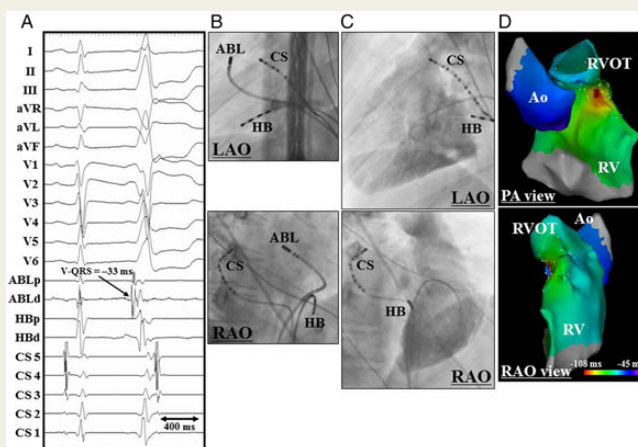 A
I
II
III
aVR
aVL
aVF
V1
V2
V3
V4
V5
V6
V-QRS = -33 ms
ABLp
ABLd
HBp
HBd
CS 5
CS 4
CS 3
CS 2
CS 1
400 ms
B
ABL
CS
HB
LAO
ABL
CS
HB
RAO
C
CS
HB
LAO
HB
RAO
D
RVOT
Ao
RV
PA view
Ao
RVOT
RV
-108 ms
-45 m
RAO view